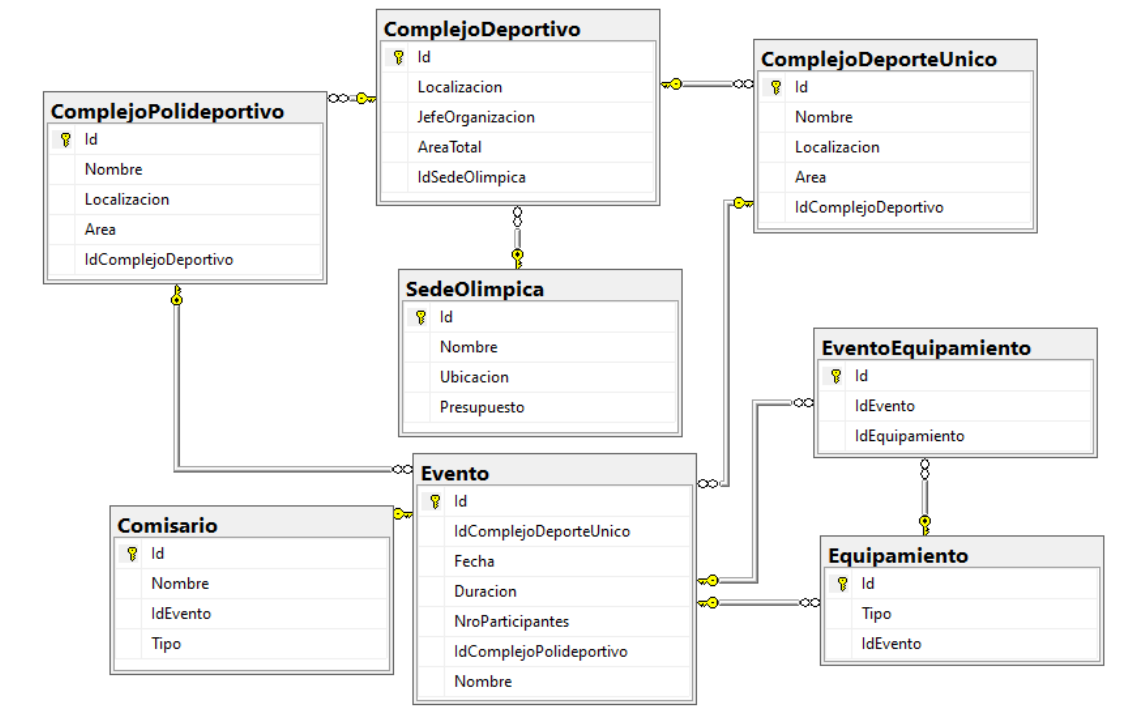 ComplejoDeportivo
Id
Localizacion
JefeOrganizacion
AreaTotal
IdSedeOlimpica
ComplejoDeporteUnico
Id
Nombre
Localizacion
Area
IdComplejoDeportivo
ComplejoPolideportivo
Id
Nombre
Localizacion
Area
IdComplejoDeportivo
SedeOlimpica
Id
Nombre
Ubicacion
Presupuesto
EventoEquipamiento
Id
IdEvento
IdEquipamiento
Evento
Id
IdComplejoDeporteUnico
Fecha
Duracion
NroParticipantes
IdComplejoPolideportivo
Nombre
Comisario
Id
Nombre
IdEvento
Tipo
Equipamiento
Id
Tipo
IdEvento